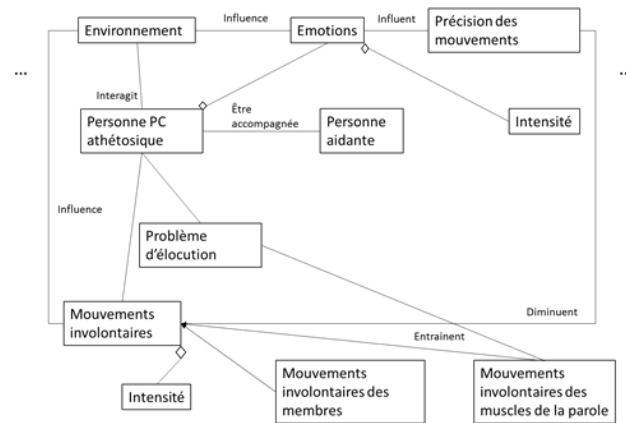 Influence
Influent
Environnement
Emotions
Précision des
mouvements
...
...
Interagit
Être
accompagnée
Personne PC
athétosique
Personne
aidante
Intensité
Influence
Problème
d'élocution
Diminuent
Mouvements
involontaires
Entrainent
Intensité
Mouvements
involontaires des
membres
Mouvements
involontaires des
muscles de la parole